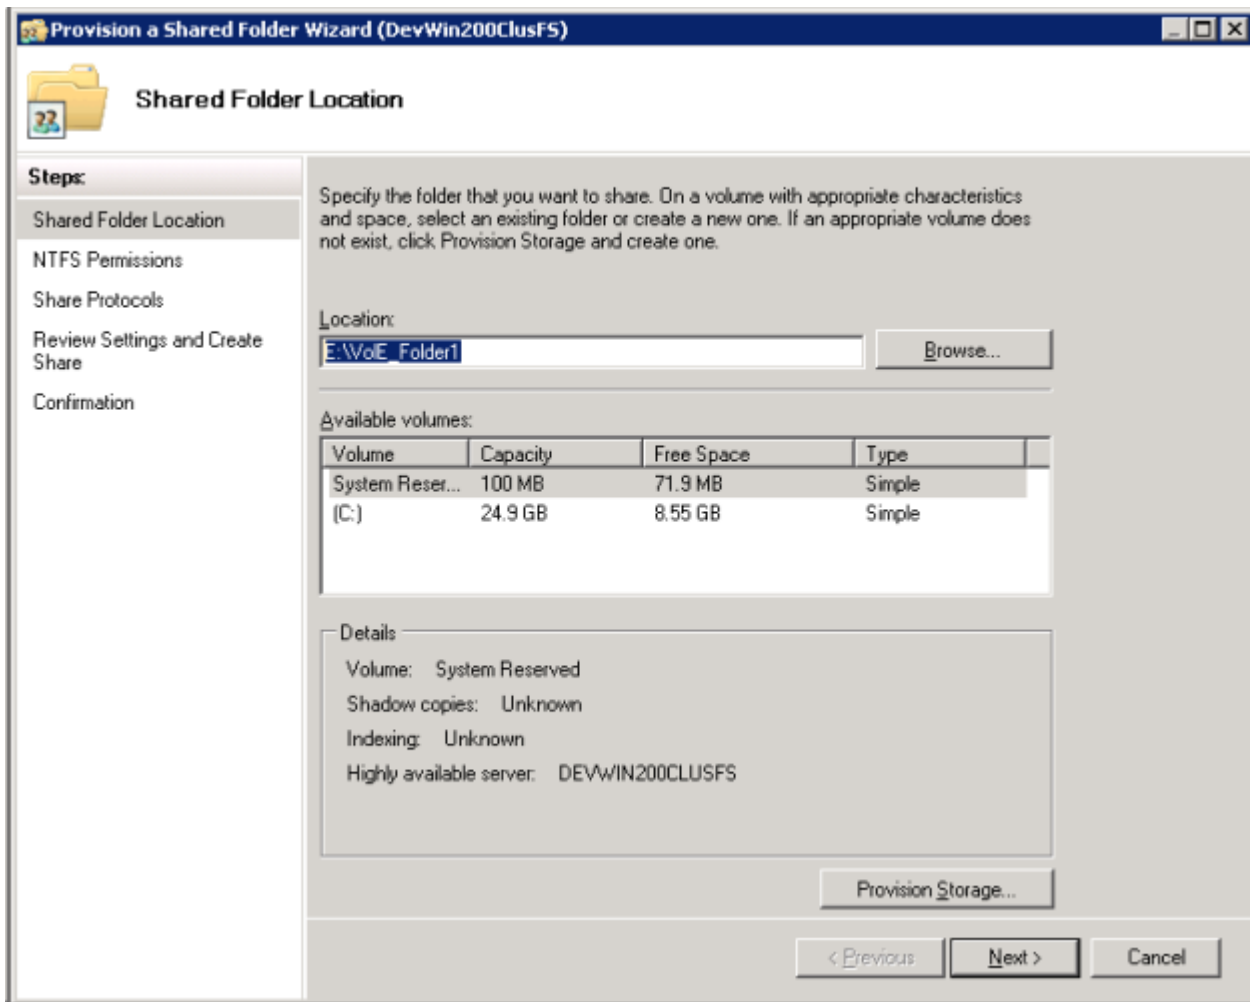 Provision a Shared Folder Wizard (DevWin200ClusFS)
Shared Folder Location
Steps:
Shared Folder Location
NTFS Permissions
Share Protocols
Review Settings and Create
Share
Confirmation
Specify the folder that you want to share. On a volume with appropriate characteristics
and space, select an existing folder or create a new one. If an appropriate volume does
not exist, click Provision Storage and create one.
Location:
E:\VolE_Folder1
Browse...
Available volumes:
Volume Capacity Free Space Type
System Reser... 100 MB 71.9 MB Simple
(C:) 24.9 GB 8.55 GB Simple
Details
Volume: System Reserved
Shadow copies: Unknown
Indexing: Unknown
Highly available server: DEVWIN200CLUSFS
Provision Storage...
< Previous Next > Cancel